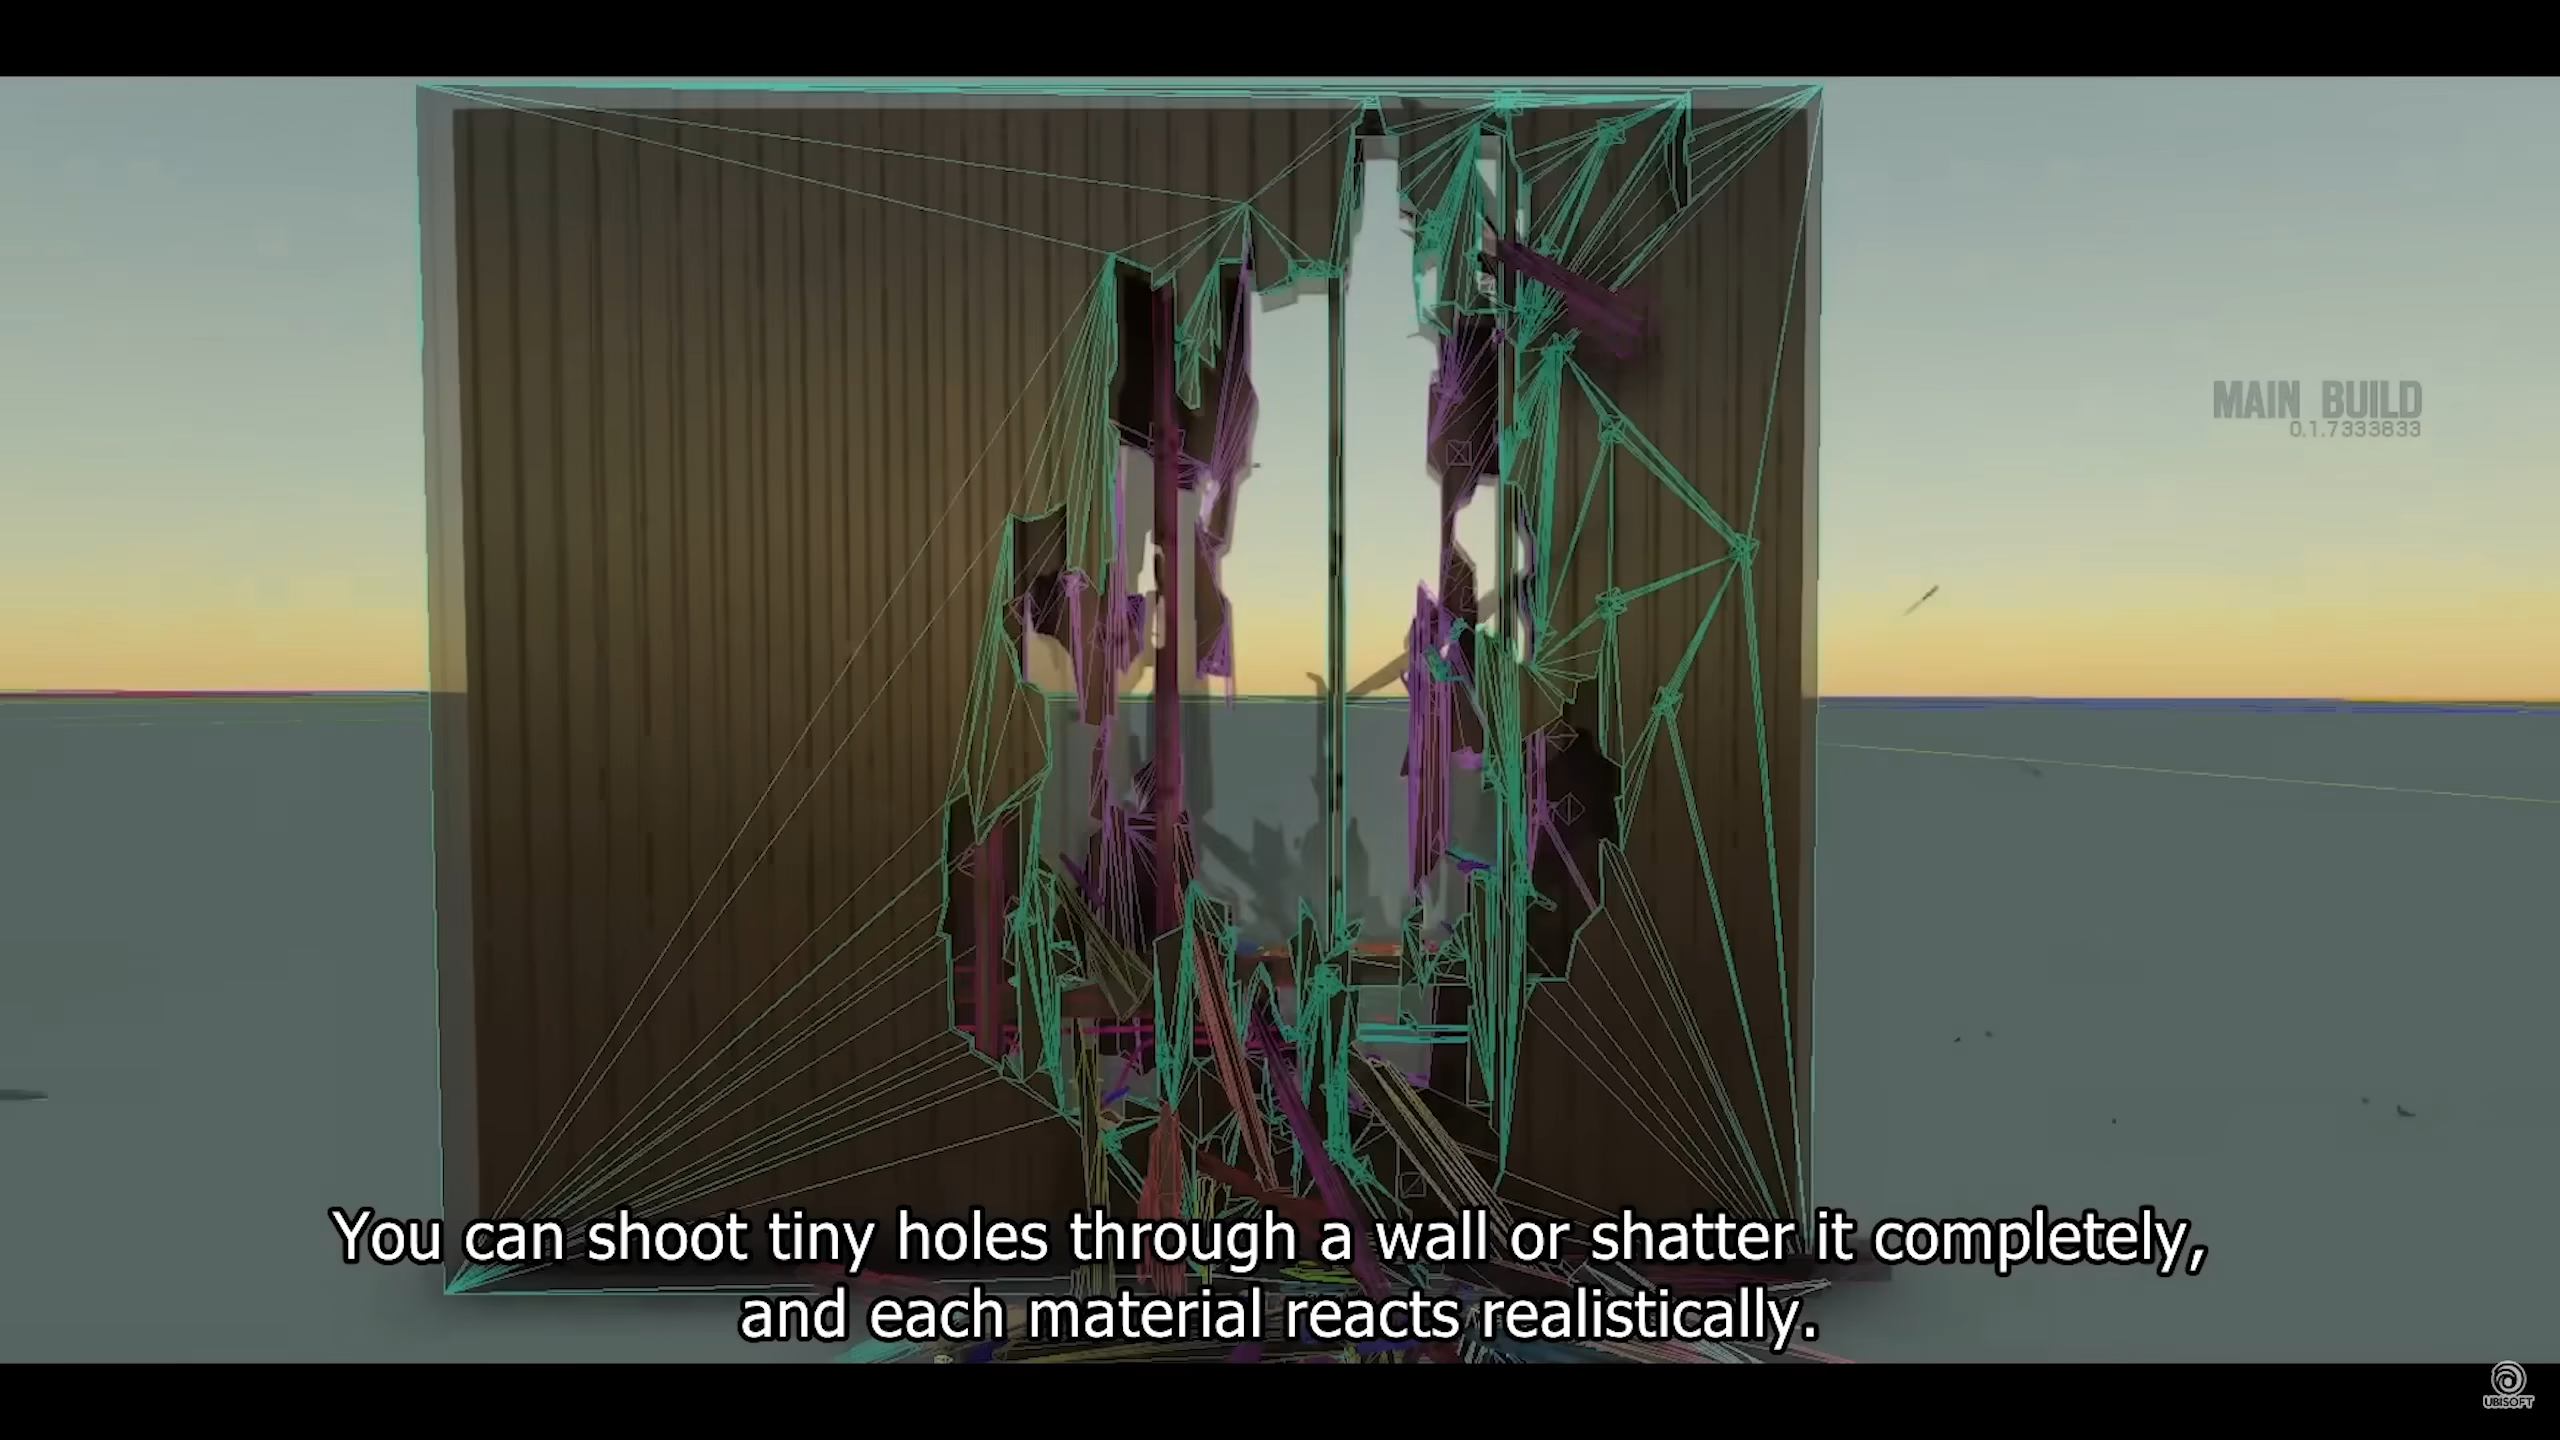 MAIN BUILD
0.1.7333833
You can shoot tiny holes through a wall or shatter it completely,
and each material reacts realistically.
UBISOFT